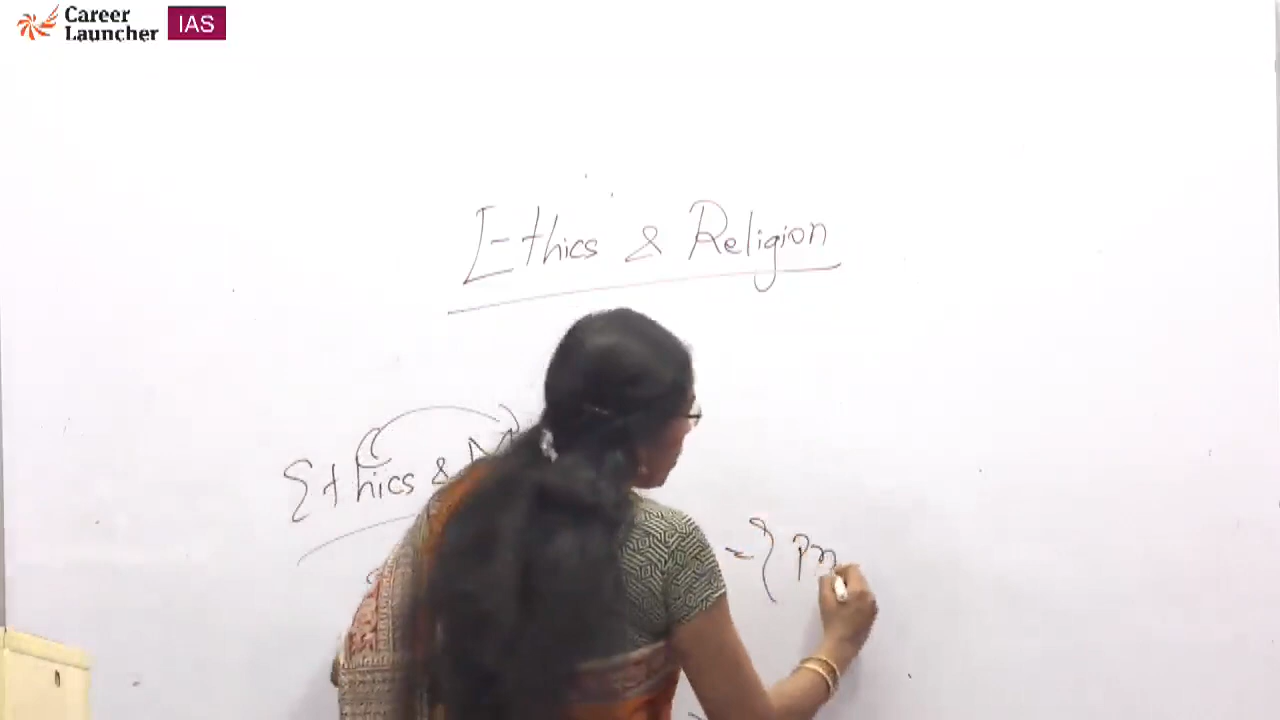 Career
Launcher
IAS
Ethics & Religion
Ethics &